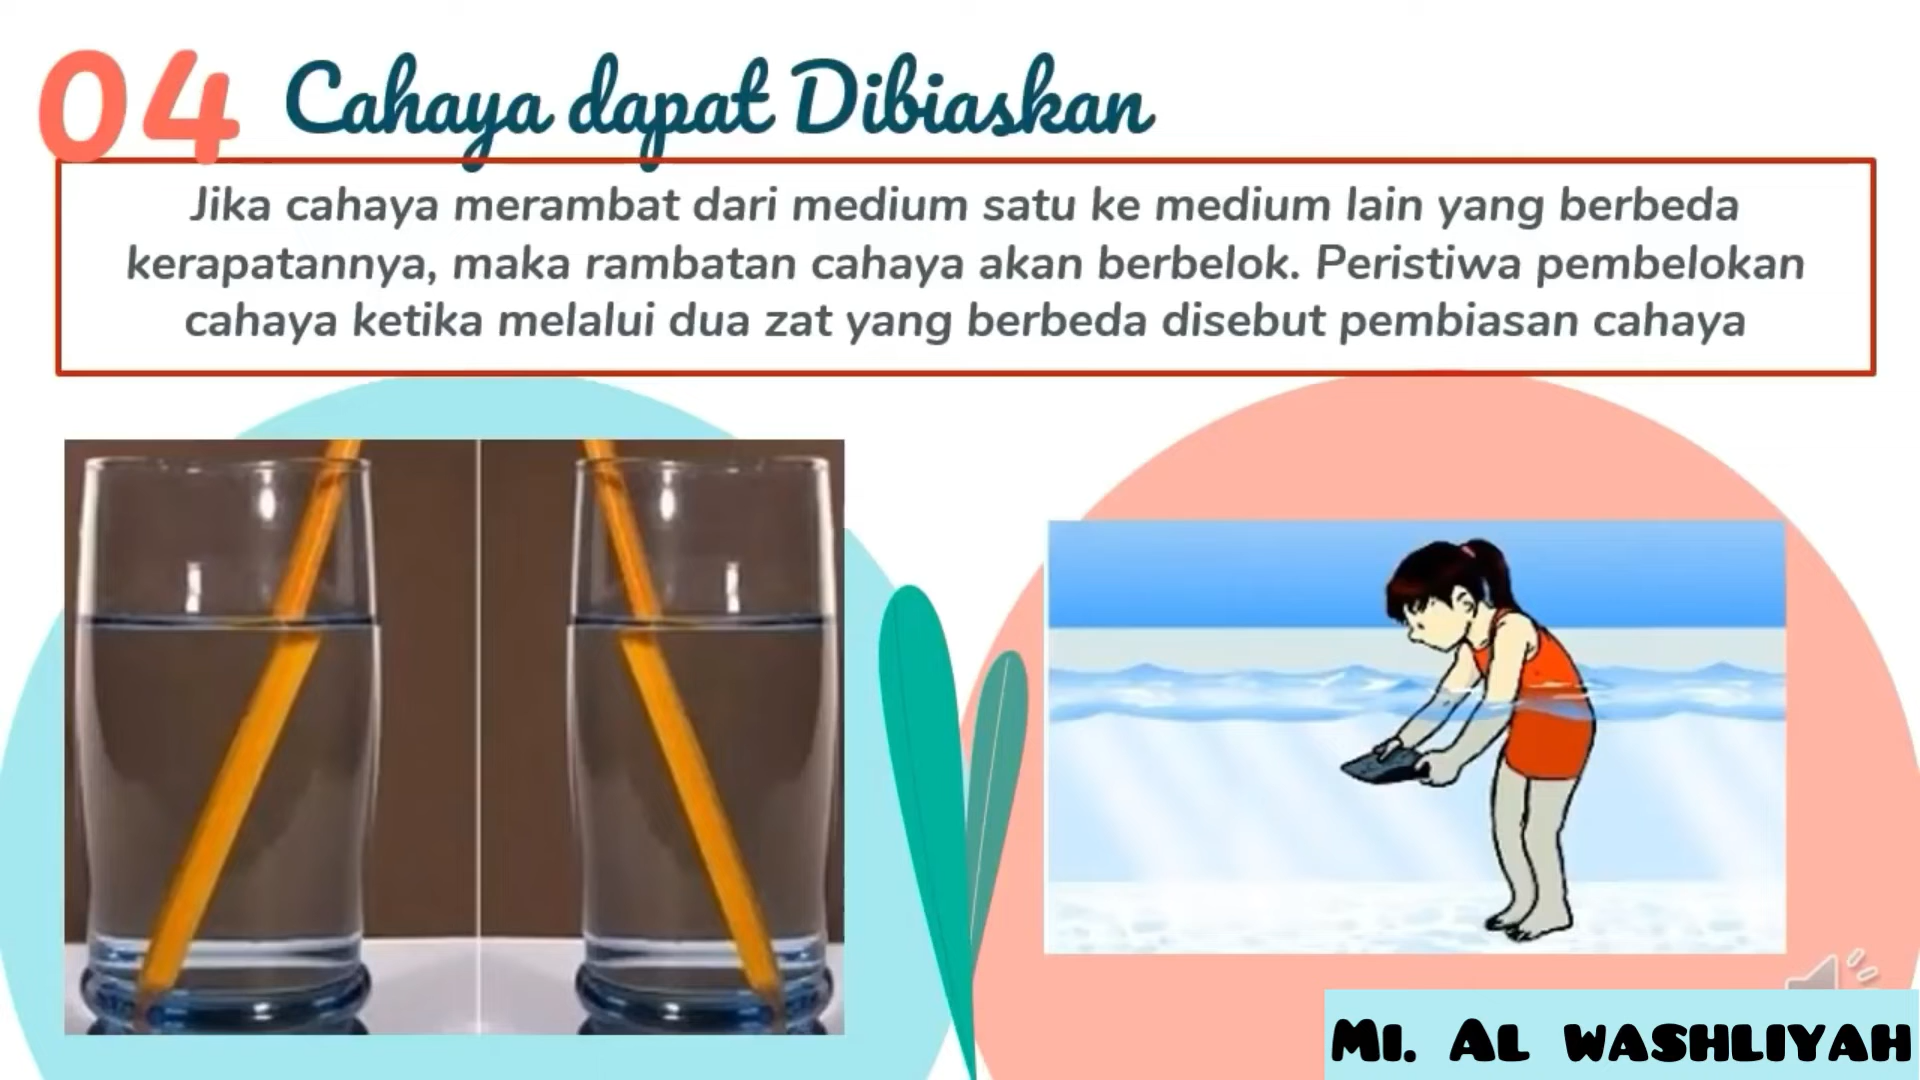 04 Cahaya dapat Dibiaskan
Jika cahaya merambat dari medium satu ke medium lain yang berbeda
kerapatannya, maka rambatan cahaya akan berbelok. Peristiwa pembelokan
cahaya ketika melalui dua zat yang berbeda disebut pembiasan cahaya
MI. AL WASHLIYAH